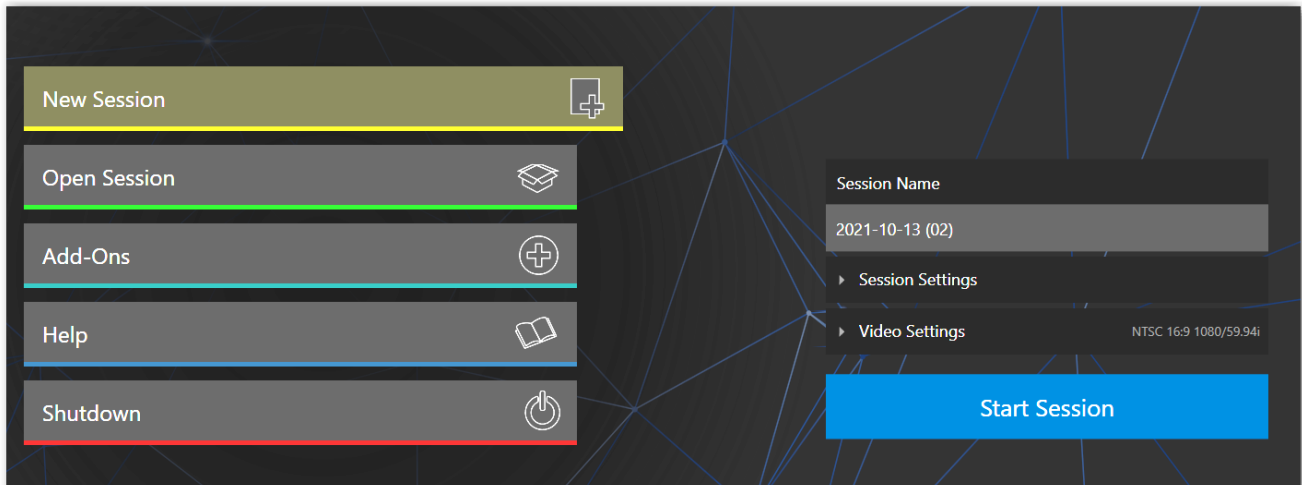 New Session
Open Session
Add-Ons
Help
Shutdown
Session Name
2021-10-13 (02)
Session Settings
Video Settings NTSC 16:9 1080/59.94i
Start Session